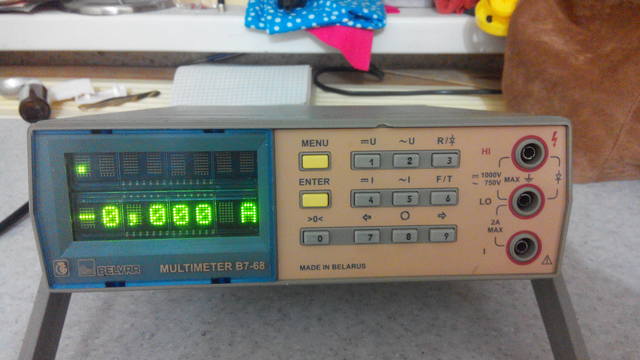 MENU
⎓U
~U
R/
1
2
3
ENTER
⎓I
~I
F/T
4
5
6
>0<
⇦
○
⇨
0
7
8
9
-0,000 A
BELVAR
MULTIMETER B7-68
MADE IN BELARUS
HI
⎓ 1000V
~ 750V
MAX
LO
2A
MAX
I